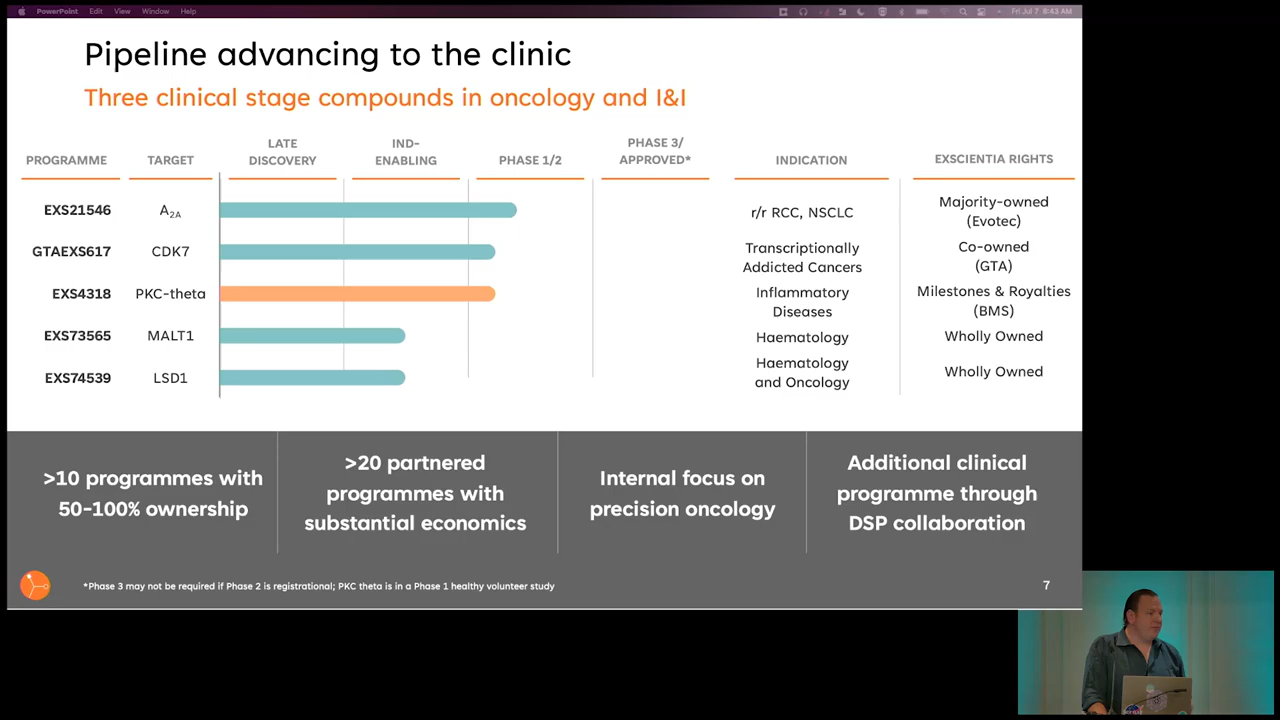 PowerPoint Edit View Window Help Fri Jul 7 8:43 AM
Pipeline advancing to the clinic
Three clinical stage compounds in oncology and I&I
PROGRAMME TARGET LATE DISCOVERY IND-ENABLING PHASE 1/2 PHASE 3/APPROVED* INDICATION EXSCIENTIA RIGHTS
EXS21546 A2A r/r RCC, NSCLC Majority-owned (Evotec)
GTAEXS617 CDK7 Transcriptionally Addicted Cancers Co-owned (GTA)
EXS4318 PKC-theta Inflammatory Diseases Milestones & Royalties (BMS)
EXS73565 MALT1 Haematology Wholly Owned
EXS74539 LSD1 Haematology and Oncology Wholly Owned
>10 programmes with
50-100% ownership
>20 partnered
programmes with
substantial economics
Internal focus on
precision oncology
Additional clinical
programme through
DSP collaboration
*Phase 3 may not be required if Phase 2 is registrational; PKC theta is in a Phase 1 healthy volunteer study
7